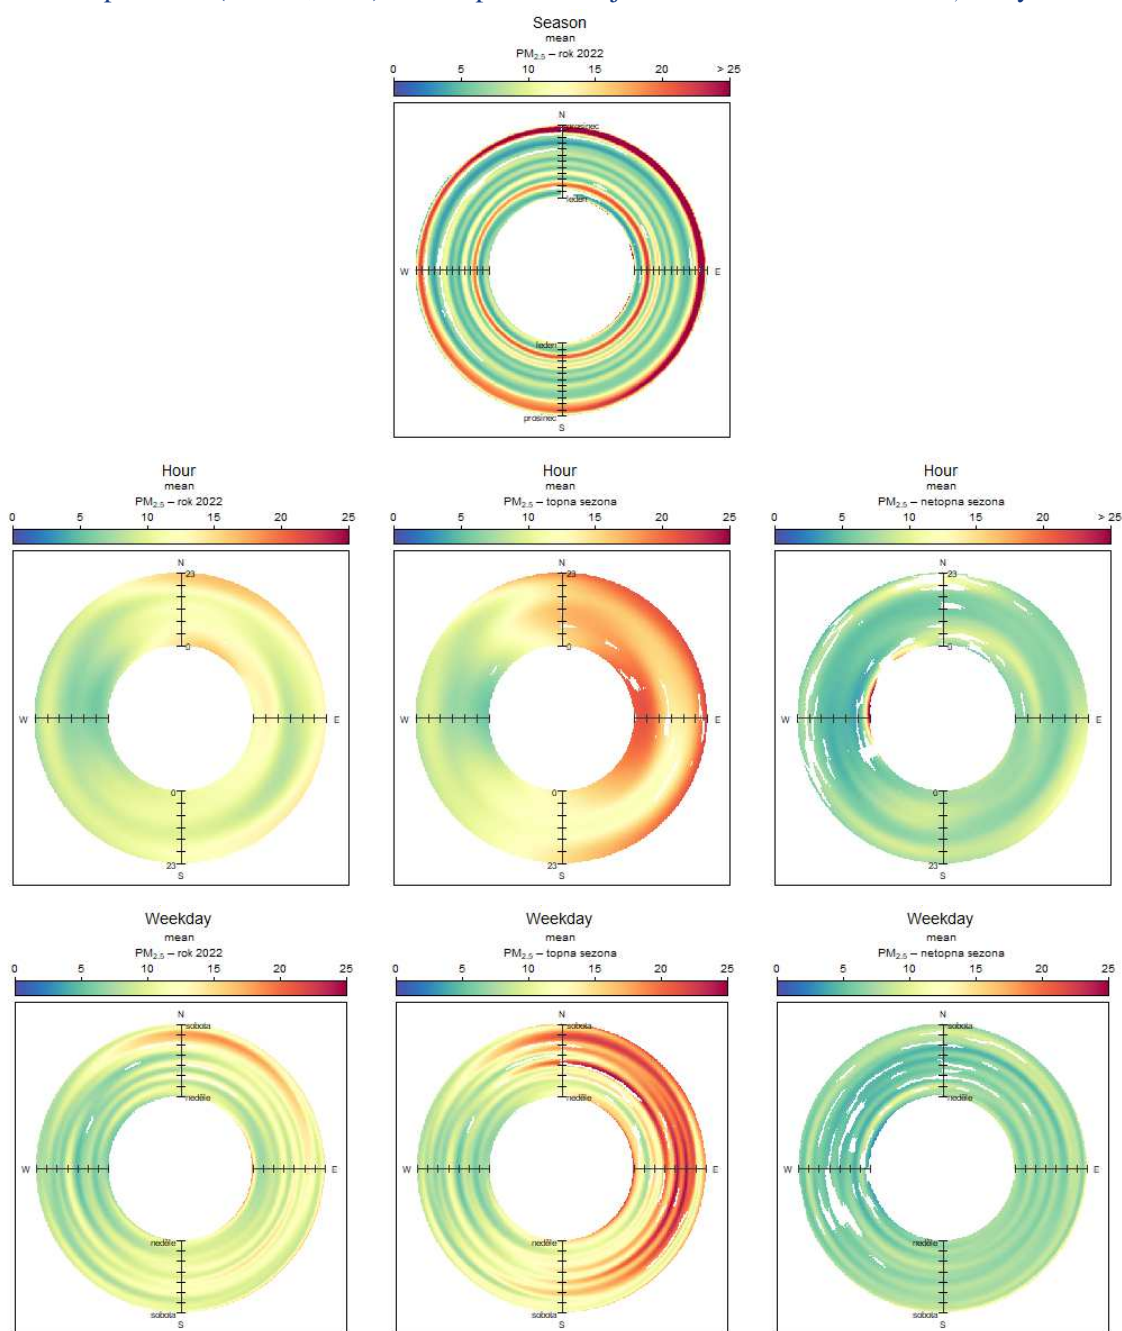 Season
mean
PM2.5 – rok 2022
0 5 10 15 20 > 25
N
prosinec
leden
W E
leden
prosinec
S
Hour Hour Hour
mean mean mean
PM2.5 – rok 2022 PM2.5 – topna sezona PM2.5 – netopna sezona
0 5 10 15 20 25 0 5 10 15 20 25 0 5 10 15 20 > 25
N N N
23 23 23
0 0 0
W E W E W E
0 0 0
23 23 23
S S S
Weekday Weekday Weekday
mean mean mean
PM2.5 – rok 2022 PM2.5 – topna sezona PM2.5 – netopna sezona
0 5 10 15 20 25 0 5 10 15 20 25 0 5 10 15 20 25
N N N
sobota sobota sobota
neděle neděle neděle
W E W E W E
neděle neděle neděle
sobota sobota sobota
S S S